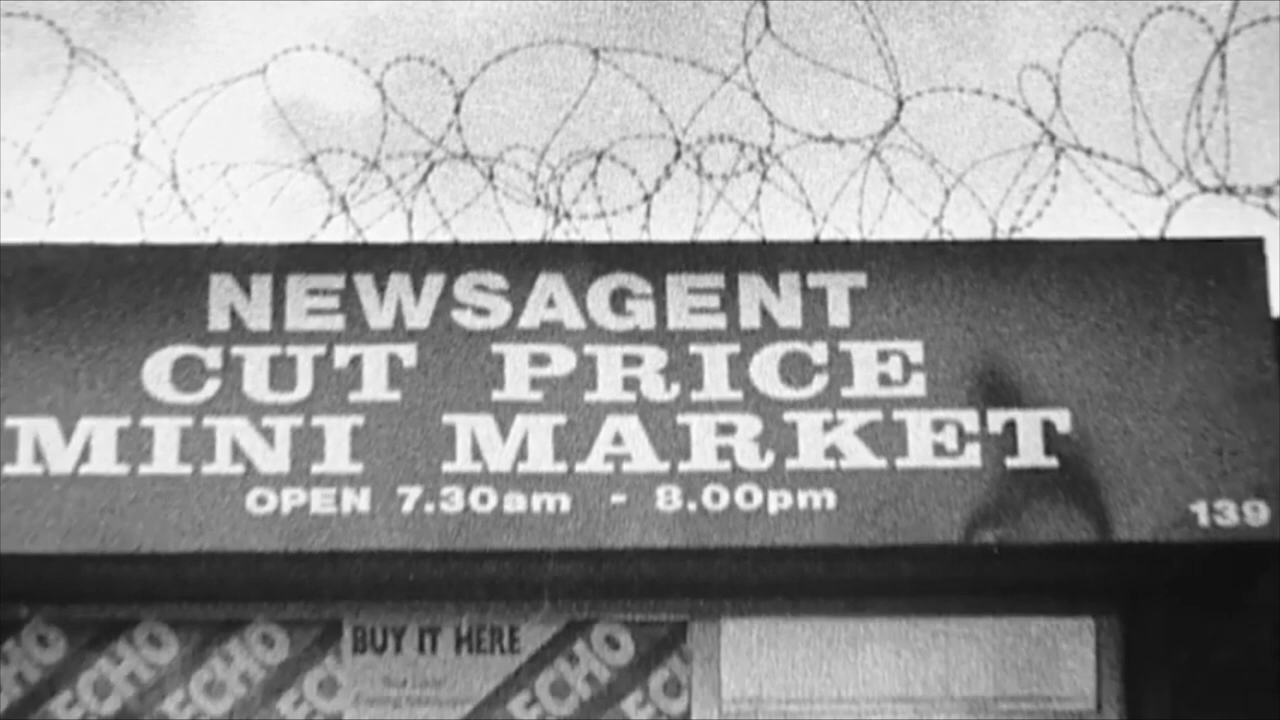 NEWSAGENT
CUT PRICE
MINI MARKET
OPEN 7.30am - 8.00pm
139
BUY IT HERE
ECHO ECHO ECHO ECHO ECHO ECHO